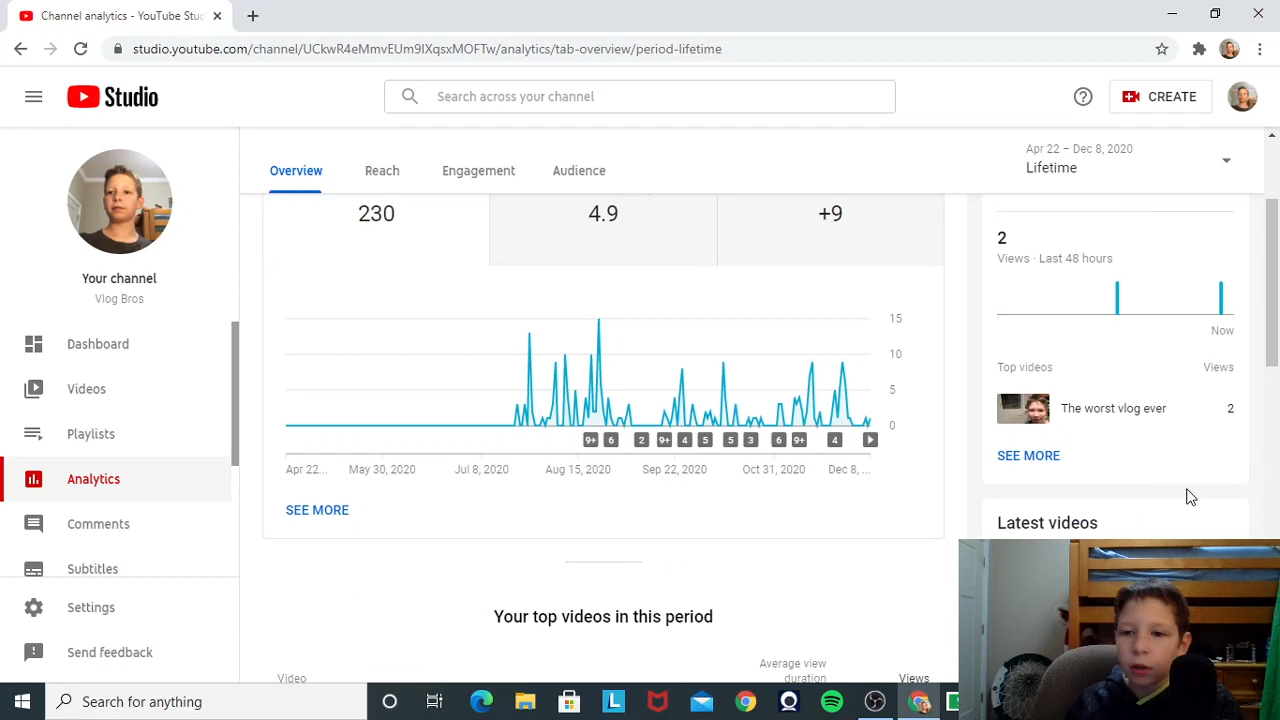 Channel analytics - YouTube Stud
studio.youtube.com/channel/UCkwR4eMmvEUm9IXqsxMOFTw/analytics/tab-overview/period-lifetime
Studio
Search across your channel
CREATE
Your channel
Vlog Bros
Dashboard
Videos
Playlists
Analytics
Comments
Subtitles
Settings
Send feedback
Overview Reach Engagement Audience
Apr 22 – Dec 8, 2020
Lifetime
230 4.9 +9
15
10
5
0
9+ 6 2 9+ 4 5 5 3 6 9+ 4
Apr 22... May 30, 2020 Jul 8, 2020 Aug 15, 2020 Sep 22, 2020 Oct 31, 2020 Dec 8, ...
SEE MORE
Your top videos in this period
Video Average view duration Views
2
Views · Last 48 hours
Now
Top videos Views
The worst vlog ever 2
SEE MORE
Latest videos
Search for anything